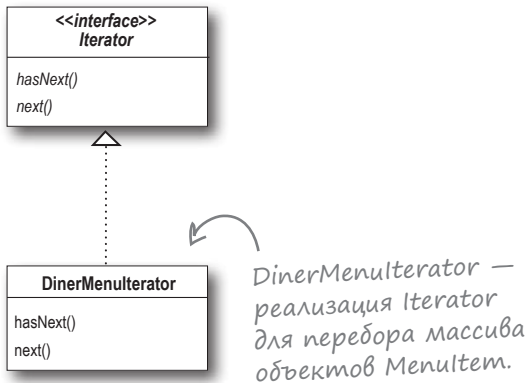 <<interface>>
Iterator
hasNext()
next()
DinerMenuIterator
hasNext()
next()
DinerMenuIterator —
реализация Iterator
для перебора массива
объектов MenuItem.